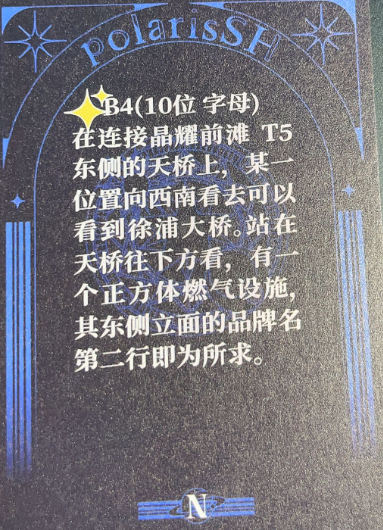 PolarisSH
B4(10位 字母)
在连接晶耀前滩 T5
东侧的天桥上，某一
位置向西南看去可以
看到徐浦大桥。站在
天桥往下方看，有一
个正方体燃气设施，
其东侧立面的品牌名
第二行即为所求。
N